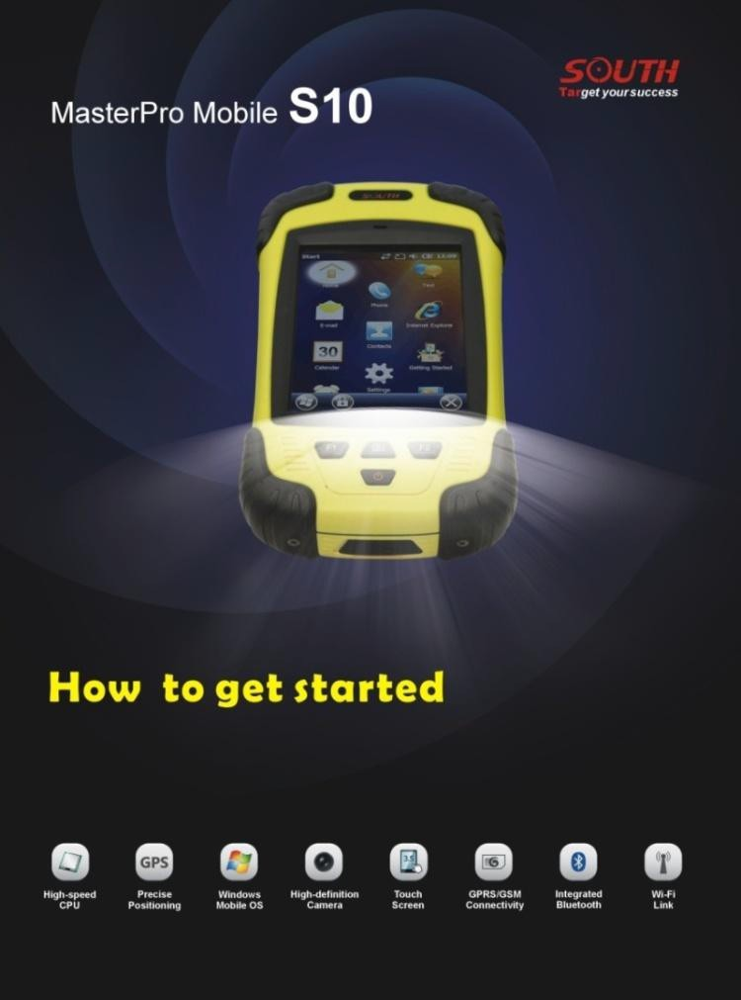 SOUTH
Target your success
MasterPro Mobile S10
SOUTH
Start
13:09
Home
Text
Phone
E-mail
Internet Explorer
Contacts
30
Calendar
Getting Started
Settings
F1
F2
How to get started
GPS
3.5
G
High-speed
CPU
Precise
Positioning
Windows
Mobile OS
High-definition
Camera
Touch
Screen
GPRS/GSM
Connectivity
Integrated
Bluetooth
Wi-Fi
Link